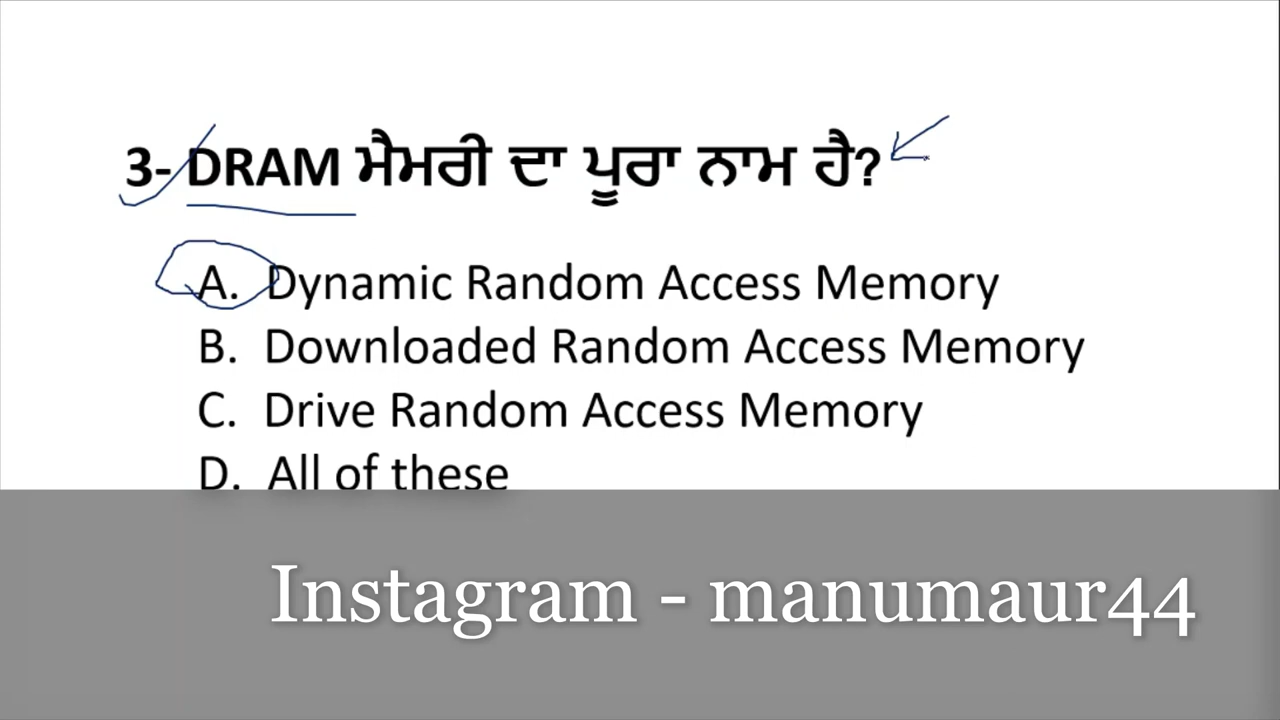 3- DRAM ਮੈਮਰੀ ਦਾ ਪੂਰਾ ਨਾਮ ਹੈ?
A. Dynamic Random Access Memory
B. Downloaded Random Access Memory
C. Drive Random Access Memory
D. All of these
Instagram - manumaur44